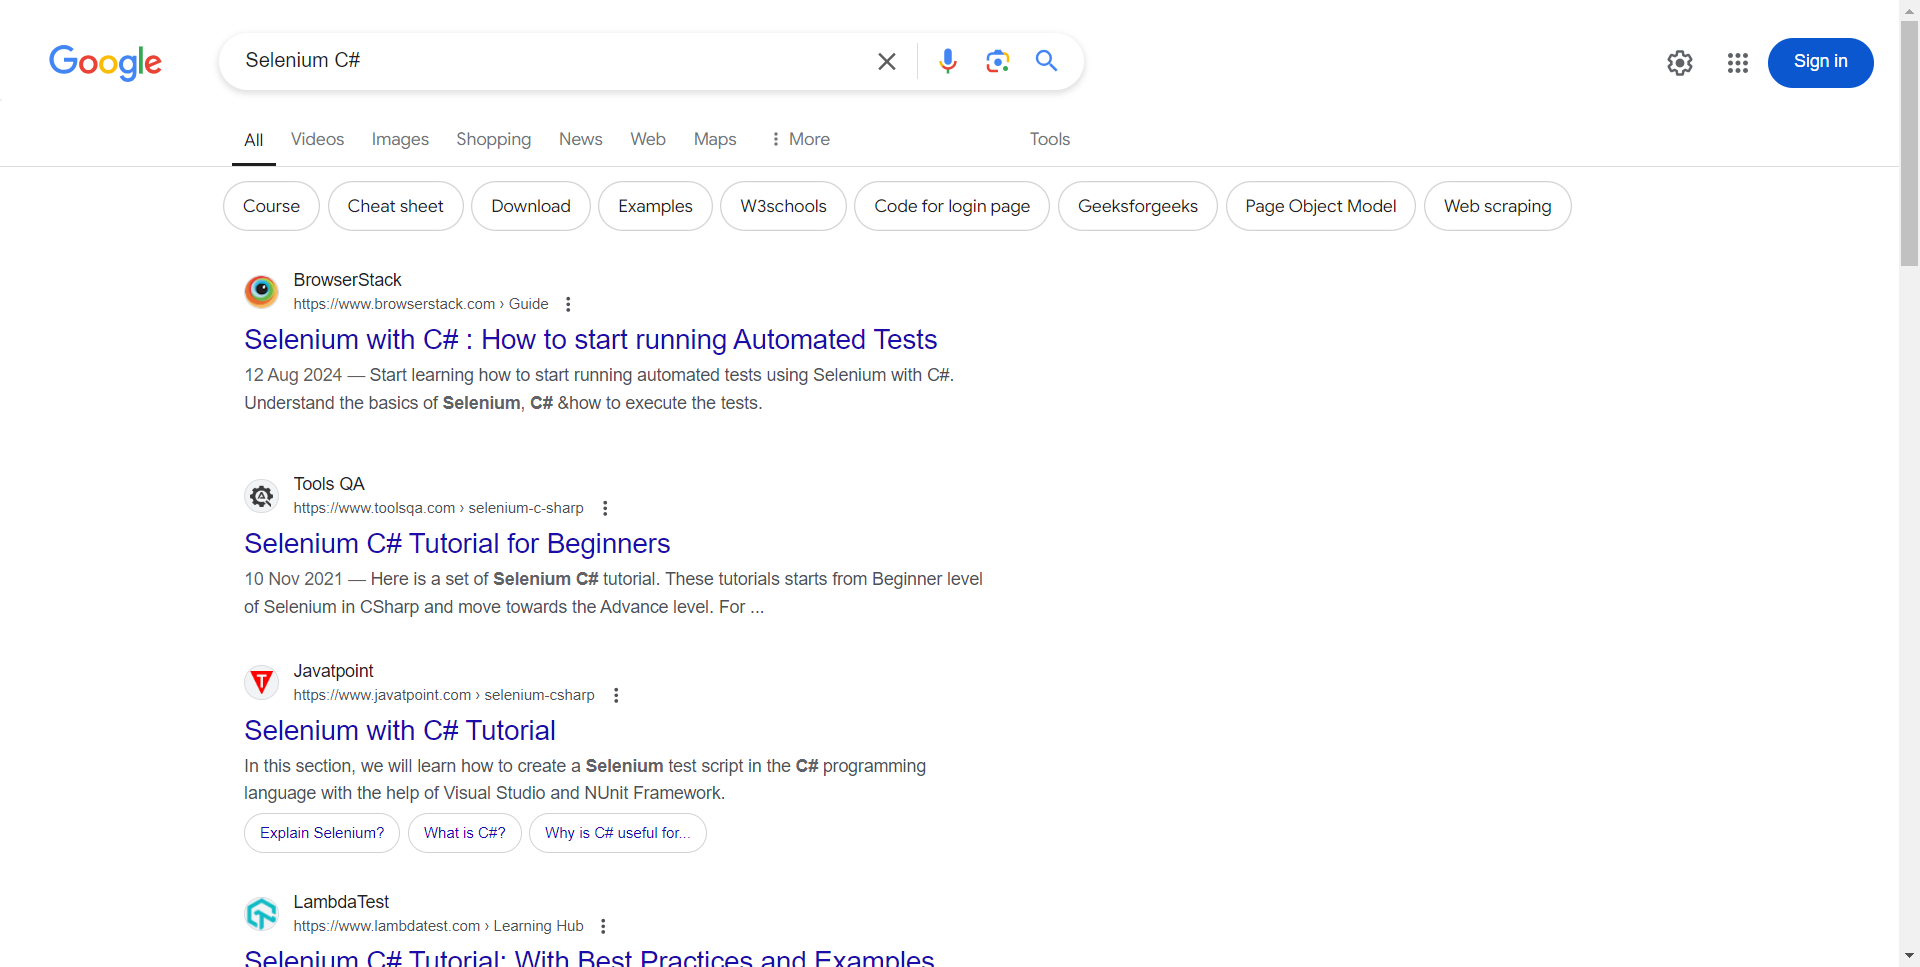 Google
Selenium C#
Sign in
All Videos Images Shopping News Web Maps More Tools
Course Cheat sheet Download Examples W3schools Code for login page Geeksforgeeks Page Object Model Web scraping
BrowserStack
https://www.browserstack.com › Guide
Selenium with C# : How to start running Automated Tests
12 Aug 2024 — Start learning how to start running automated tests using Selenium with C#.
Understand the basics of Selenium, C# &how to execute the tests.
Tools QA
https://www.toolsqa.com › selenium-c-sharp
Selenium C# Tutorial for Beginners
10 Nov 2021 — Here is a set of Selenium C# tutorial. These tutorials starts from Beginner level
of Selenium in CSharp and move towards the Advance level. For ...
Javatpoint
https://www.javatpoint.com › selenium-csharp
Selenium with C# Tutorial
In this section, we will learn how to create a Selenium test script in the C# programming
language with the help of Visual Studio and NUnit Framework.
Explain Selenium? What is C#? Why is C# useful for...
LambdaTest
https://www.lambdatest.com › Learning Hub
Selenium C# Tutorial: With Best Practices and Examples